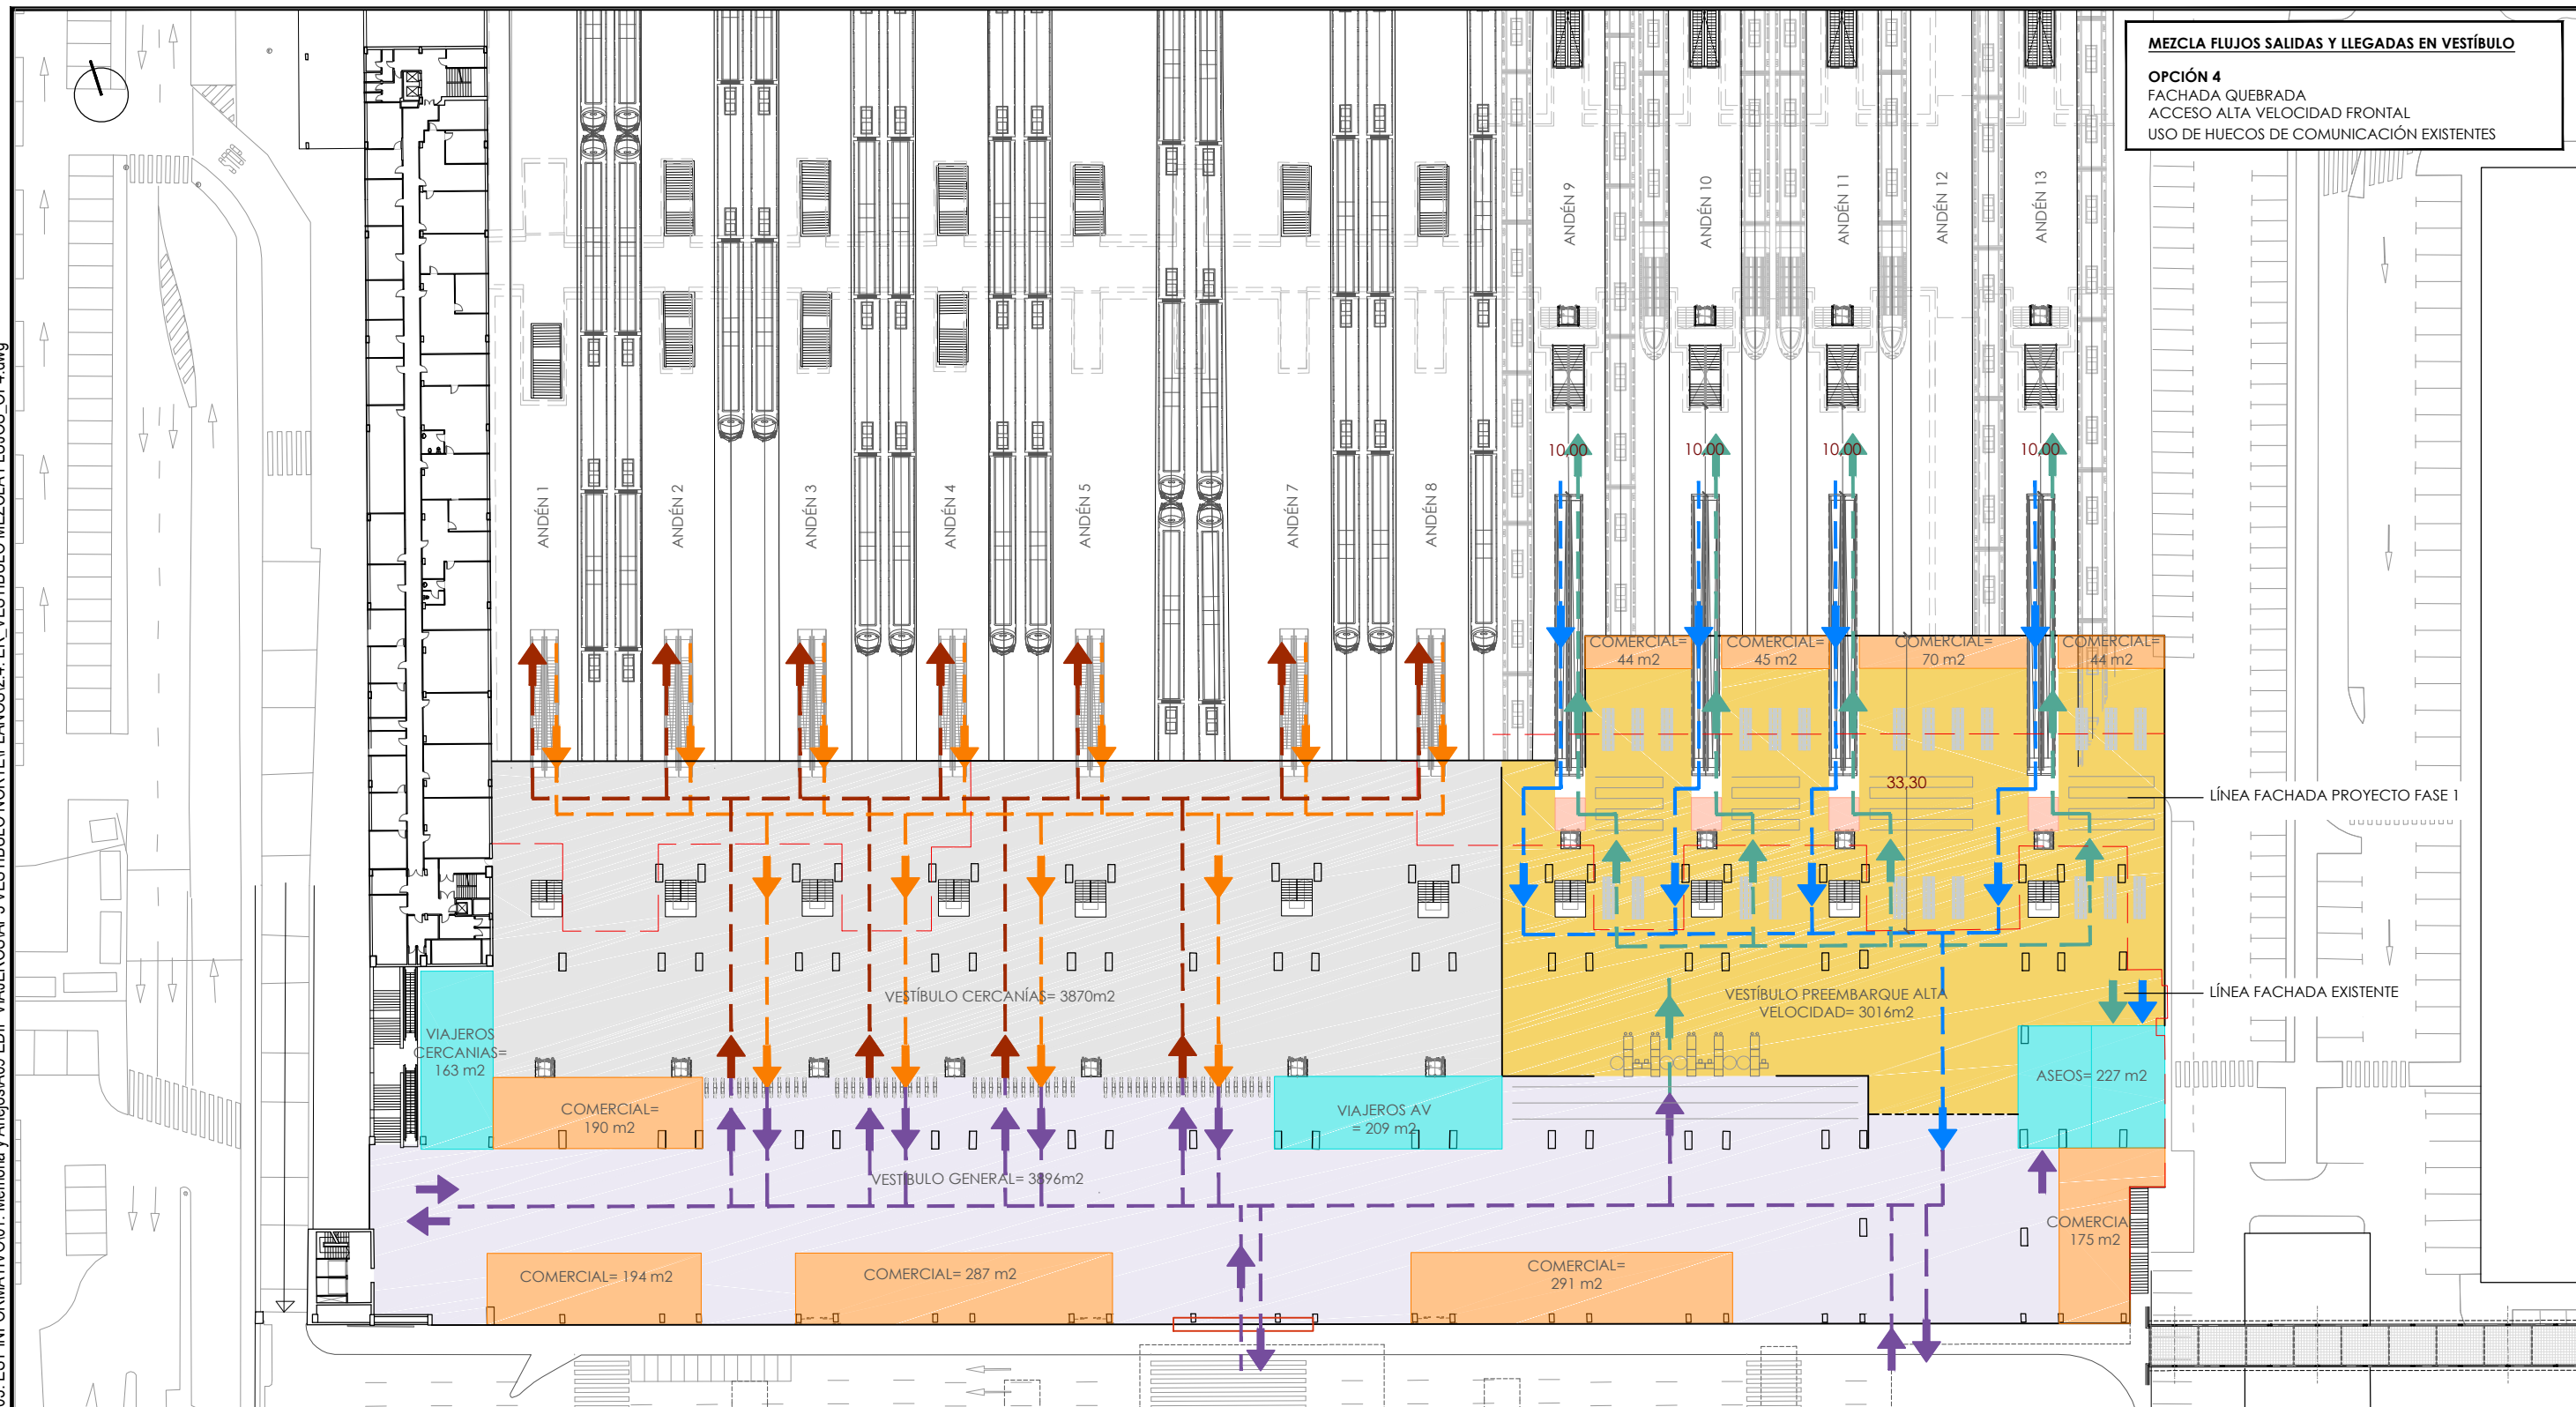 MEZCLA FLUJOS SALIDAS Y LLEGADAS EN VESTÍBULO
OPCIÓN 4
FACHADA QUEBRADA
ACCESO ALTA VELOCIDAD FRONTAL
USO DE HUECOS DE COMUNICACIÓN EXISTENTES
ANDÉN 9
ANDÉN 10
ANDÉN 11
ANDÉN 12
ANDÉN 13
ANDÉN 1
ANDÉN 2
ANDÉN 3
ANDÉN 4
ANDÉN 5
ANDÉN 7
ANDÉN 8
10,00
10,00
10,00
10,00
COMERCIAL=
44 m2
COMERCIAL=
45 m2
COMERCIAL=
70 m2
COMERCIAL=
44 m2
33,30
LÍNEA FACHADA PROYECTO FASE 1
LÍNEA FACHADA EXISTENTE
VESTÍBULO CERCANÍAS= 3870m2
VESTÍBULO PREEMBARQUE ALTA
VELOCIDAD= 3016m2
VIAJEROS
CERCANIAS=
163 m2
ASEOS= 227 m2
COMERCIAL=
190 m2
VIAJEROS AV
= 209 m2
VESTÍBULO GENERAL= 3896m2
COMERCIA
175 m2
COMERCIAL= 194 m2
COMERCIAL= 287 m2
COMERCIAL=
291 m2